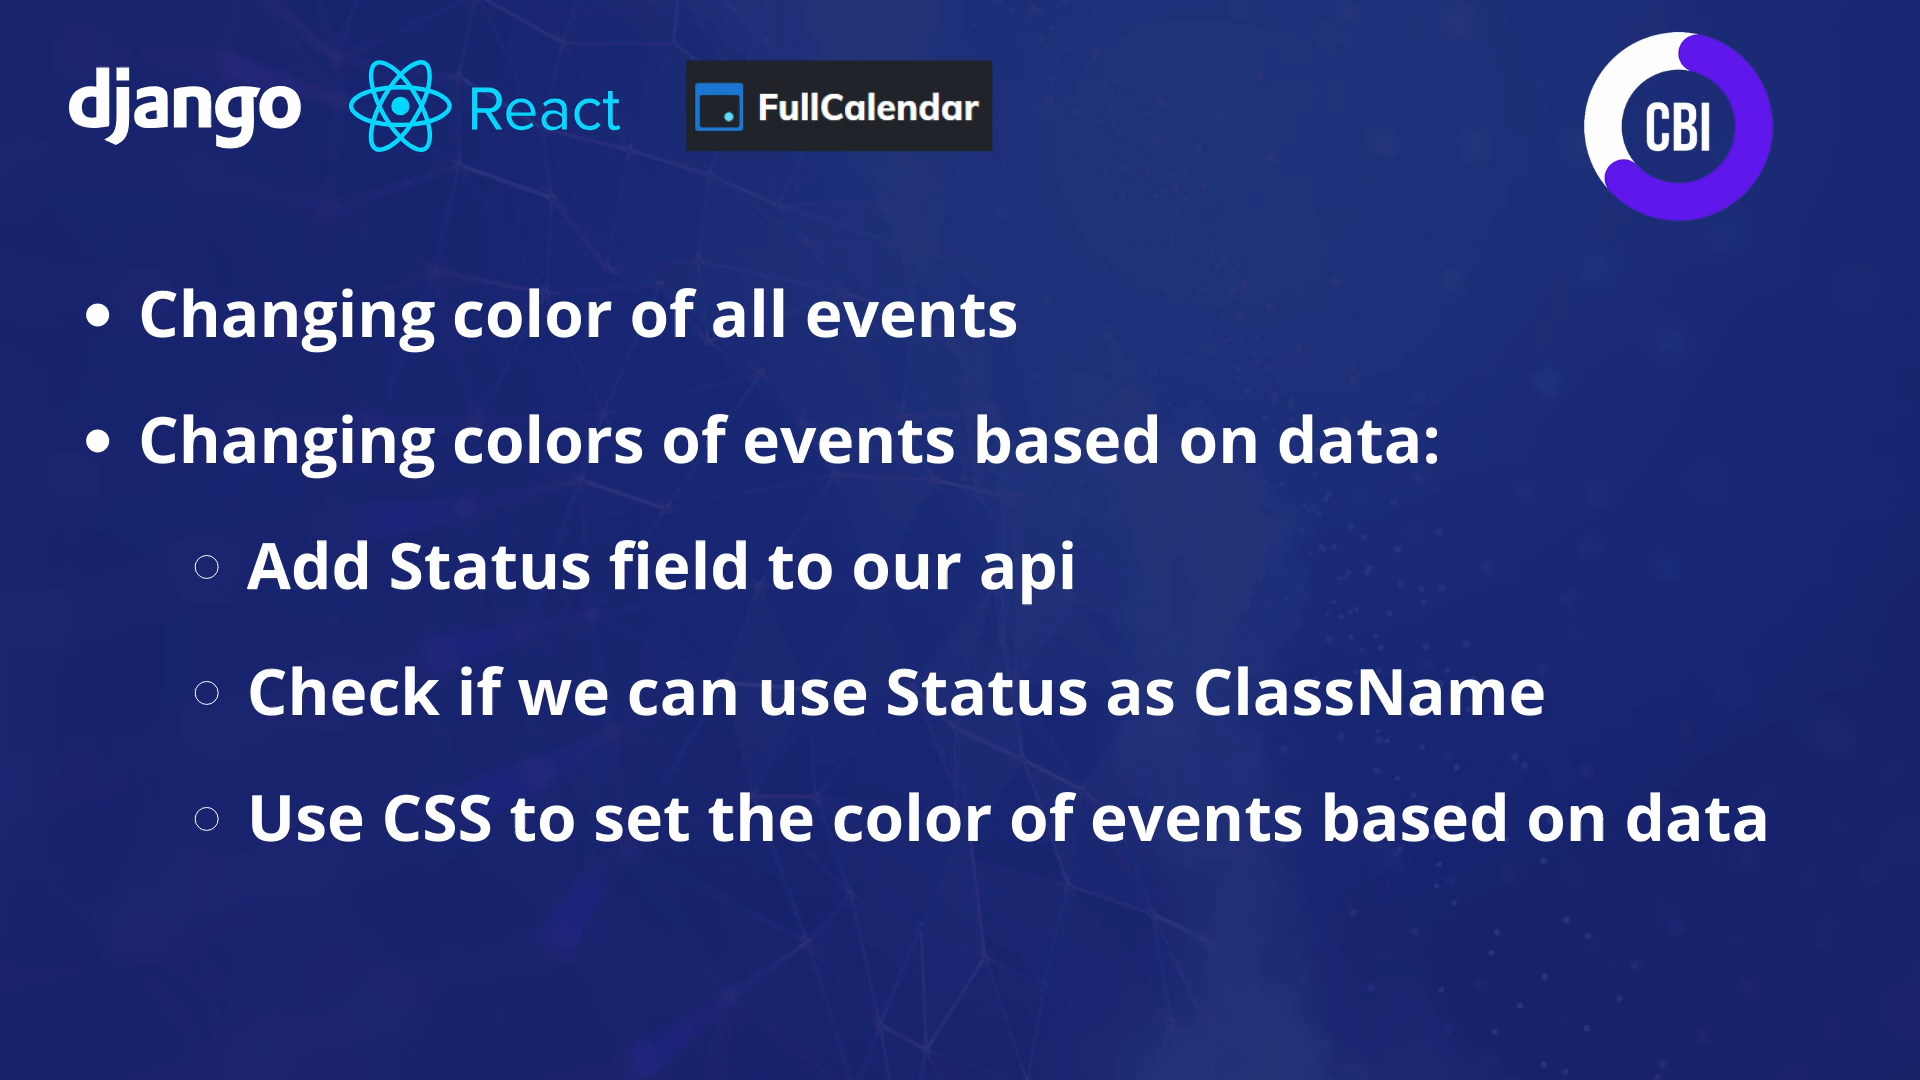 django React FullCalendar CBI
• Changing color of all events
• Changing colors of events based on data:
○ Add Status field to our api
○ Check if we can use Status as ClassName
○ Use CSS to set the color of events based on data